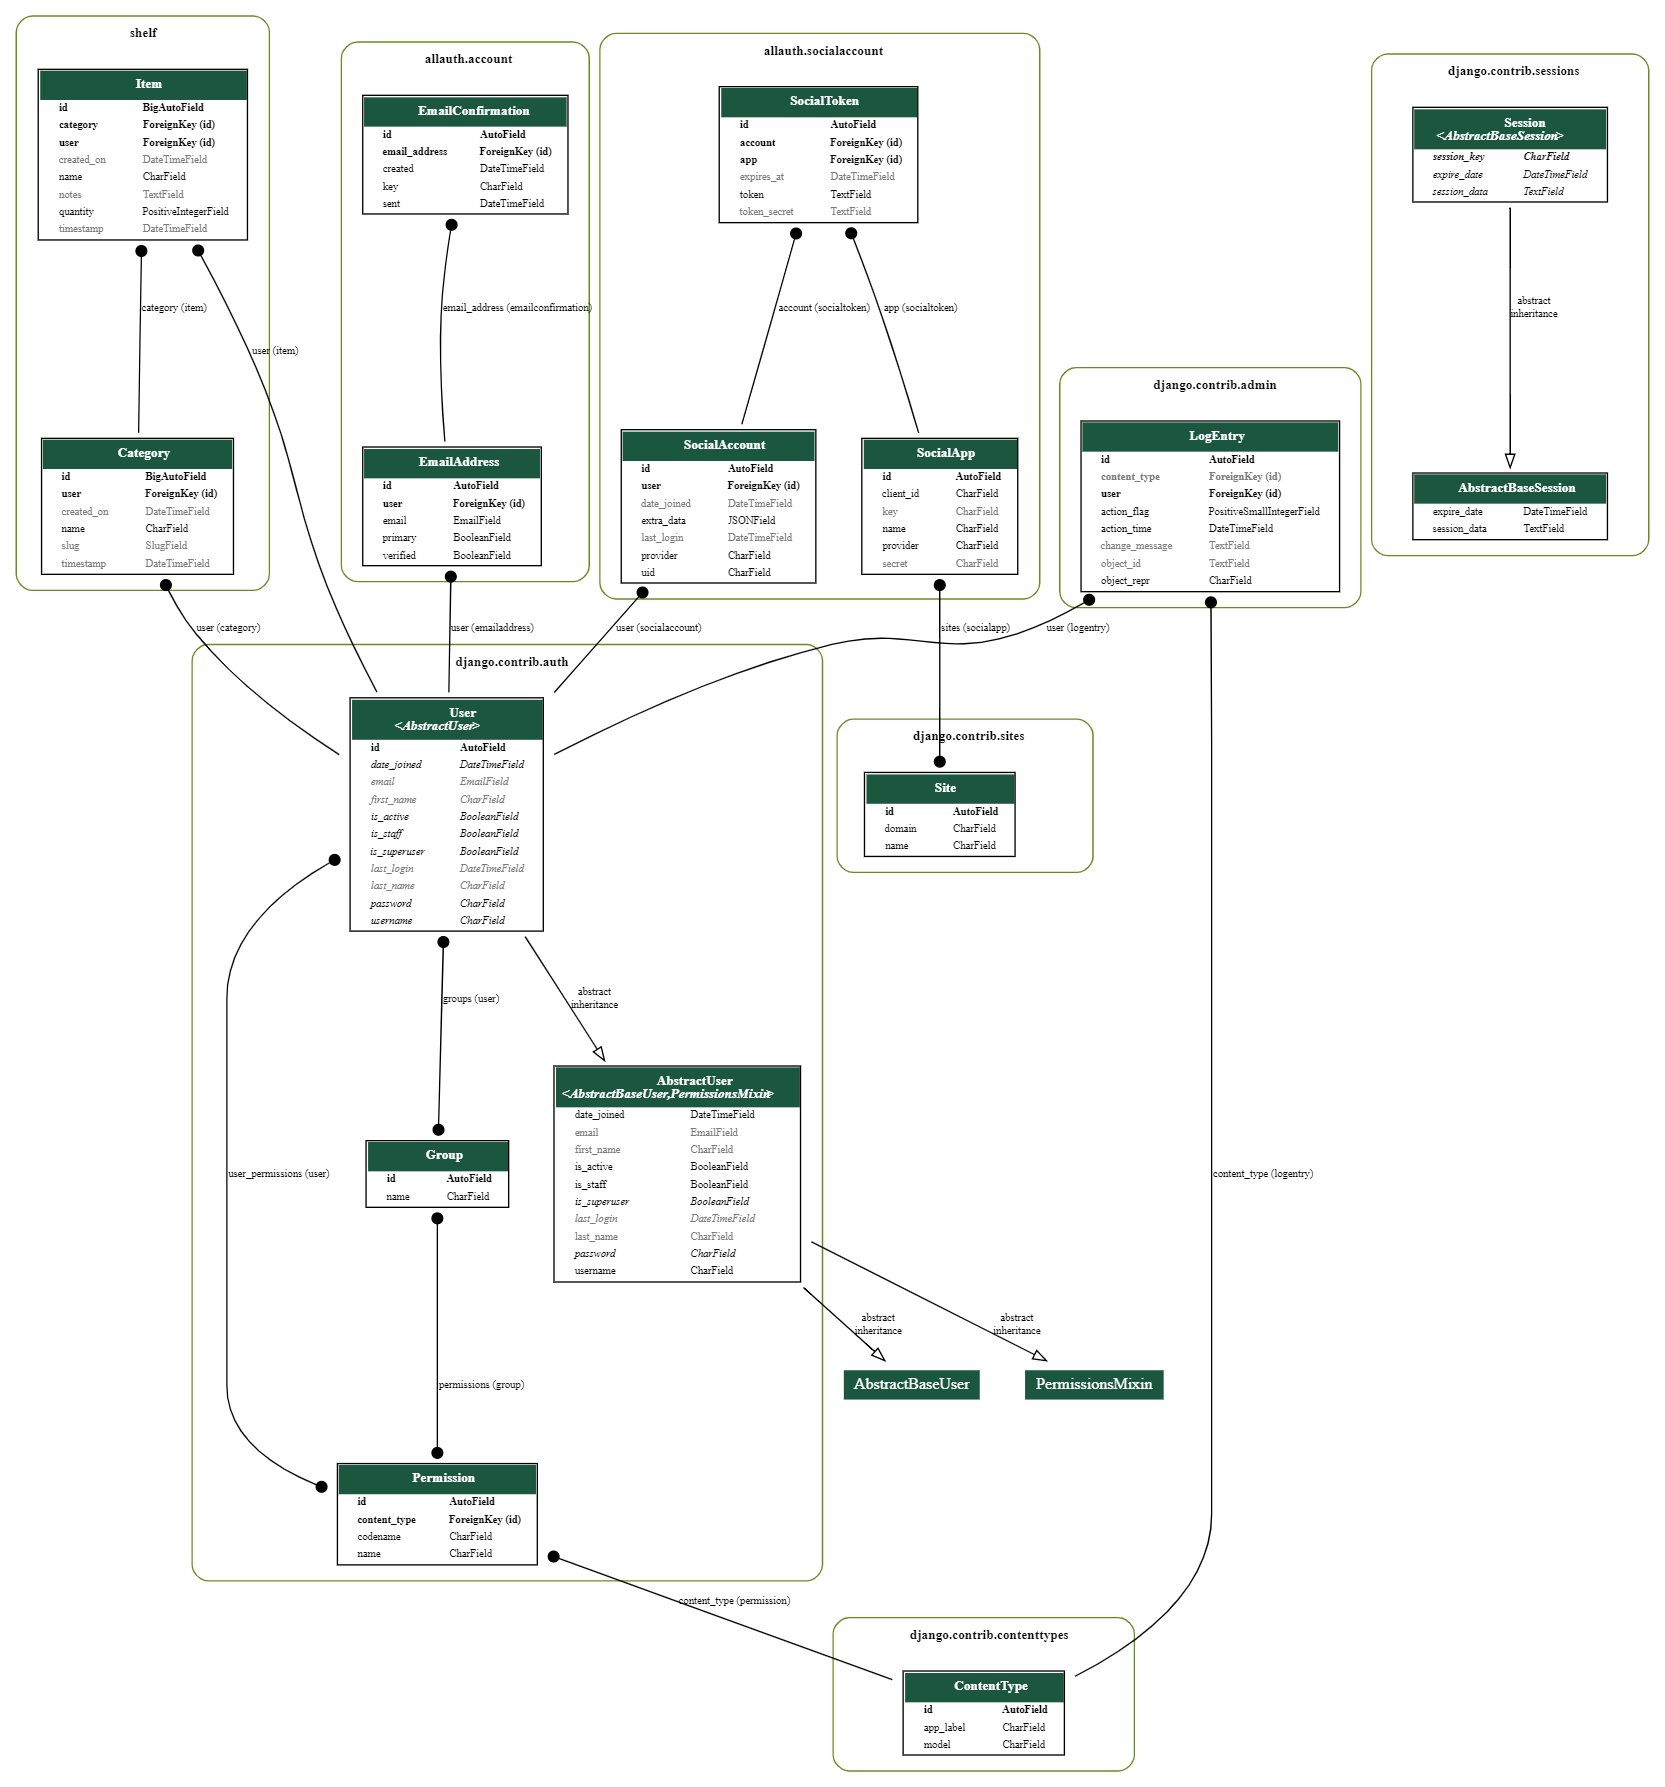 shelf
Item
id BigAutoField
category ForeignKey (id)
user ForeignKey (id)
created_on DateTimeField
name CharField
notes TextField
quantity PositiveIntegerField
timestamp DateTimeField
category (item)
user (item)
Category
id BigAutoField
user ForeignKey (id)
created_on DateTimeField
name CharField
slug SlugField
timestamp DateTimeField
allauth.account
EmailConfirmation
id AutoField
email_address ForeignKey (id)
created DateTimeField
key CharField
sent DateTimeField
email_address (emailconfirmation)
EmailAddress
id AutoField
user ForeignKey (id)
email EmailField
primary BooleanField
verified BooleanField
allauth.socialaccount
SocialToken
id AutoField
account ForeignKey (id)
app ForeignKey (id)
expires_at DateTimeField
token TextField
token_secret TextField
account (socialtoken)
app (socialtoken)
SocialAccount
id AutoField
user ForeignKey (id)
date_joined DateTimeField
extra_data JSONField
last_login DateTimeField
provider CharField
uid CharField
SocialApp
id AutoField
client_id CharField
key CharField
name CharField
provider CharField
secret CharField
django.contrib.admin
LogEntry
id AutoField
content_type ForeignKey (id)
user ForeignKey (id)
action_flag PositiveSmallIntegerField
action_time DateTimeField
change_message TextField
object_id TextField
object_repr CharField
django.contrib.sessions
Session
<AbstractBaseSession>
session_key CharField
expire_date DateTimeField
session_data TextField
abstract
inheritance
AbstractBaseSession
expire_date DateTimeField
session_data TextField
user (category)
user (emailaddress)
user (socialaccount)
sites (socialapp)
user (logentry)
django.contrib.auth
User
<AbstractUser>
id AutoField
date_joined DateTimeField
email EmailField
first_name CharField
is_active BooleanField
is_staff BooleanField
is_superuser BooleanField
last_login DateTimeField
last_name CharField
password CharField
username CharField
django.contrib.sites
Site
id AutoField
domain CharField
name CharField
groups (user)
abstract
inheritance
AbstractUser
<AbstractBaseUser,PermissionsMixin>
date_joined DateTimeField
email EmailField
first_name CharField
is_active BooleanField
is_staff BooleanField
is_superuser BooleanField
last_login DateTimeField
last_name CharField
password CharField
username CharField
Group
id AutoField
name CharField
user_permissions (user)
content_type (logentry)
abstract
inheritance
abstract
inheritance
AbstractBaseUser
PermissionsMixin
permissions (group)
Permission
id AutoField
content_type ForeignKey (id)
codename CharField
name CharField
content_type (permission)
django.contrib.contenttypes
ContentType
id AutoField
app_label CharField
model CharField